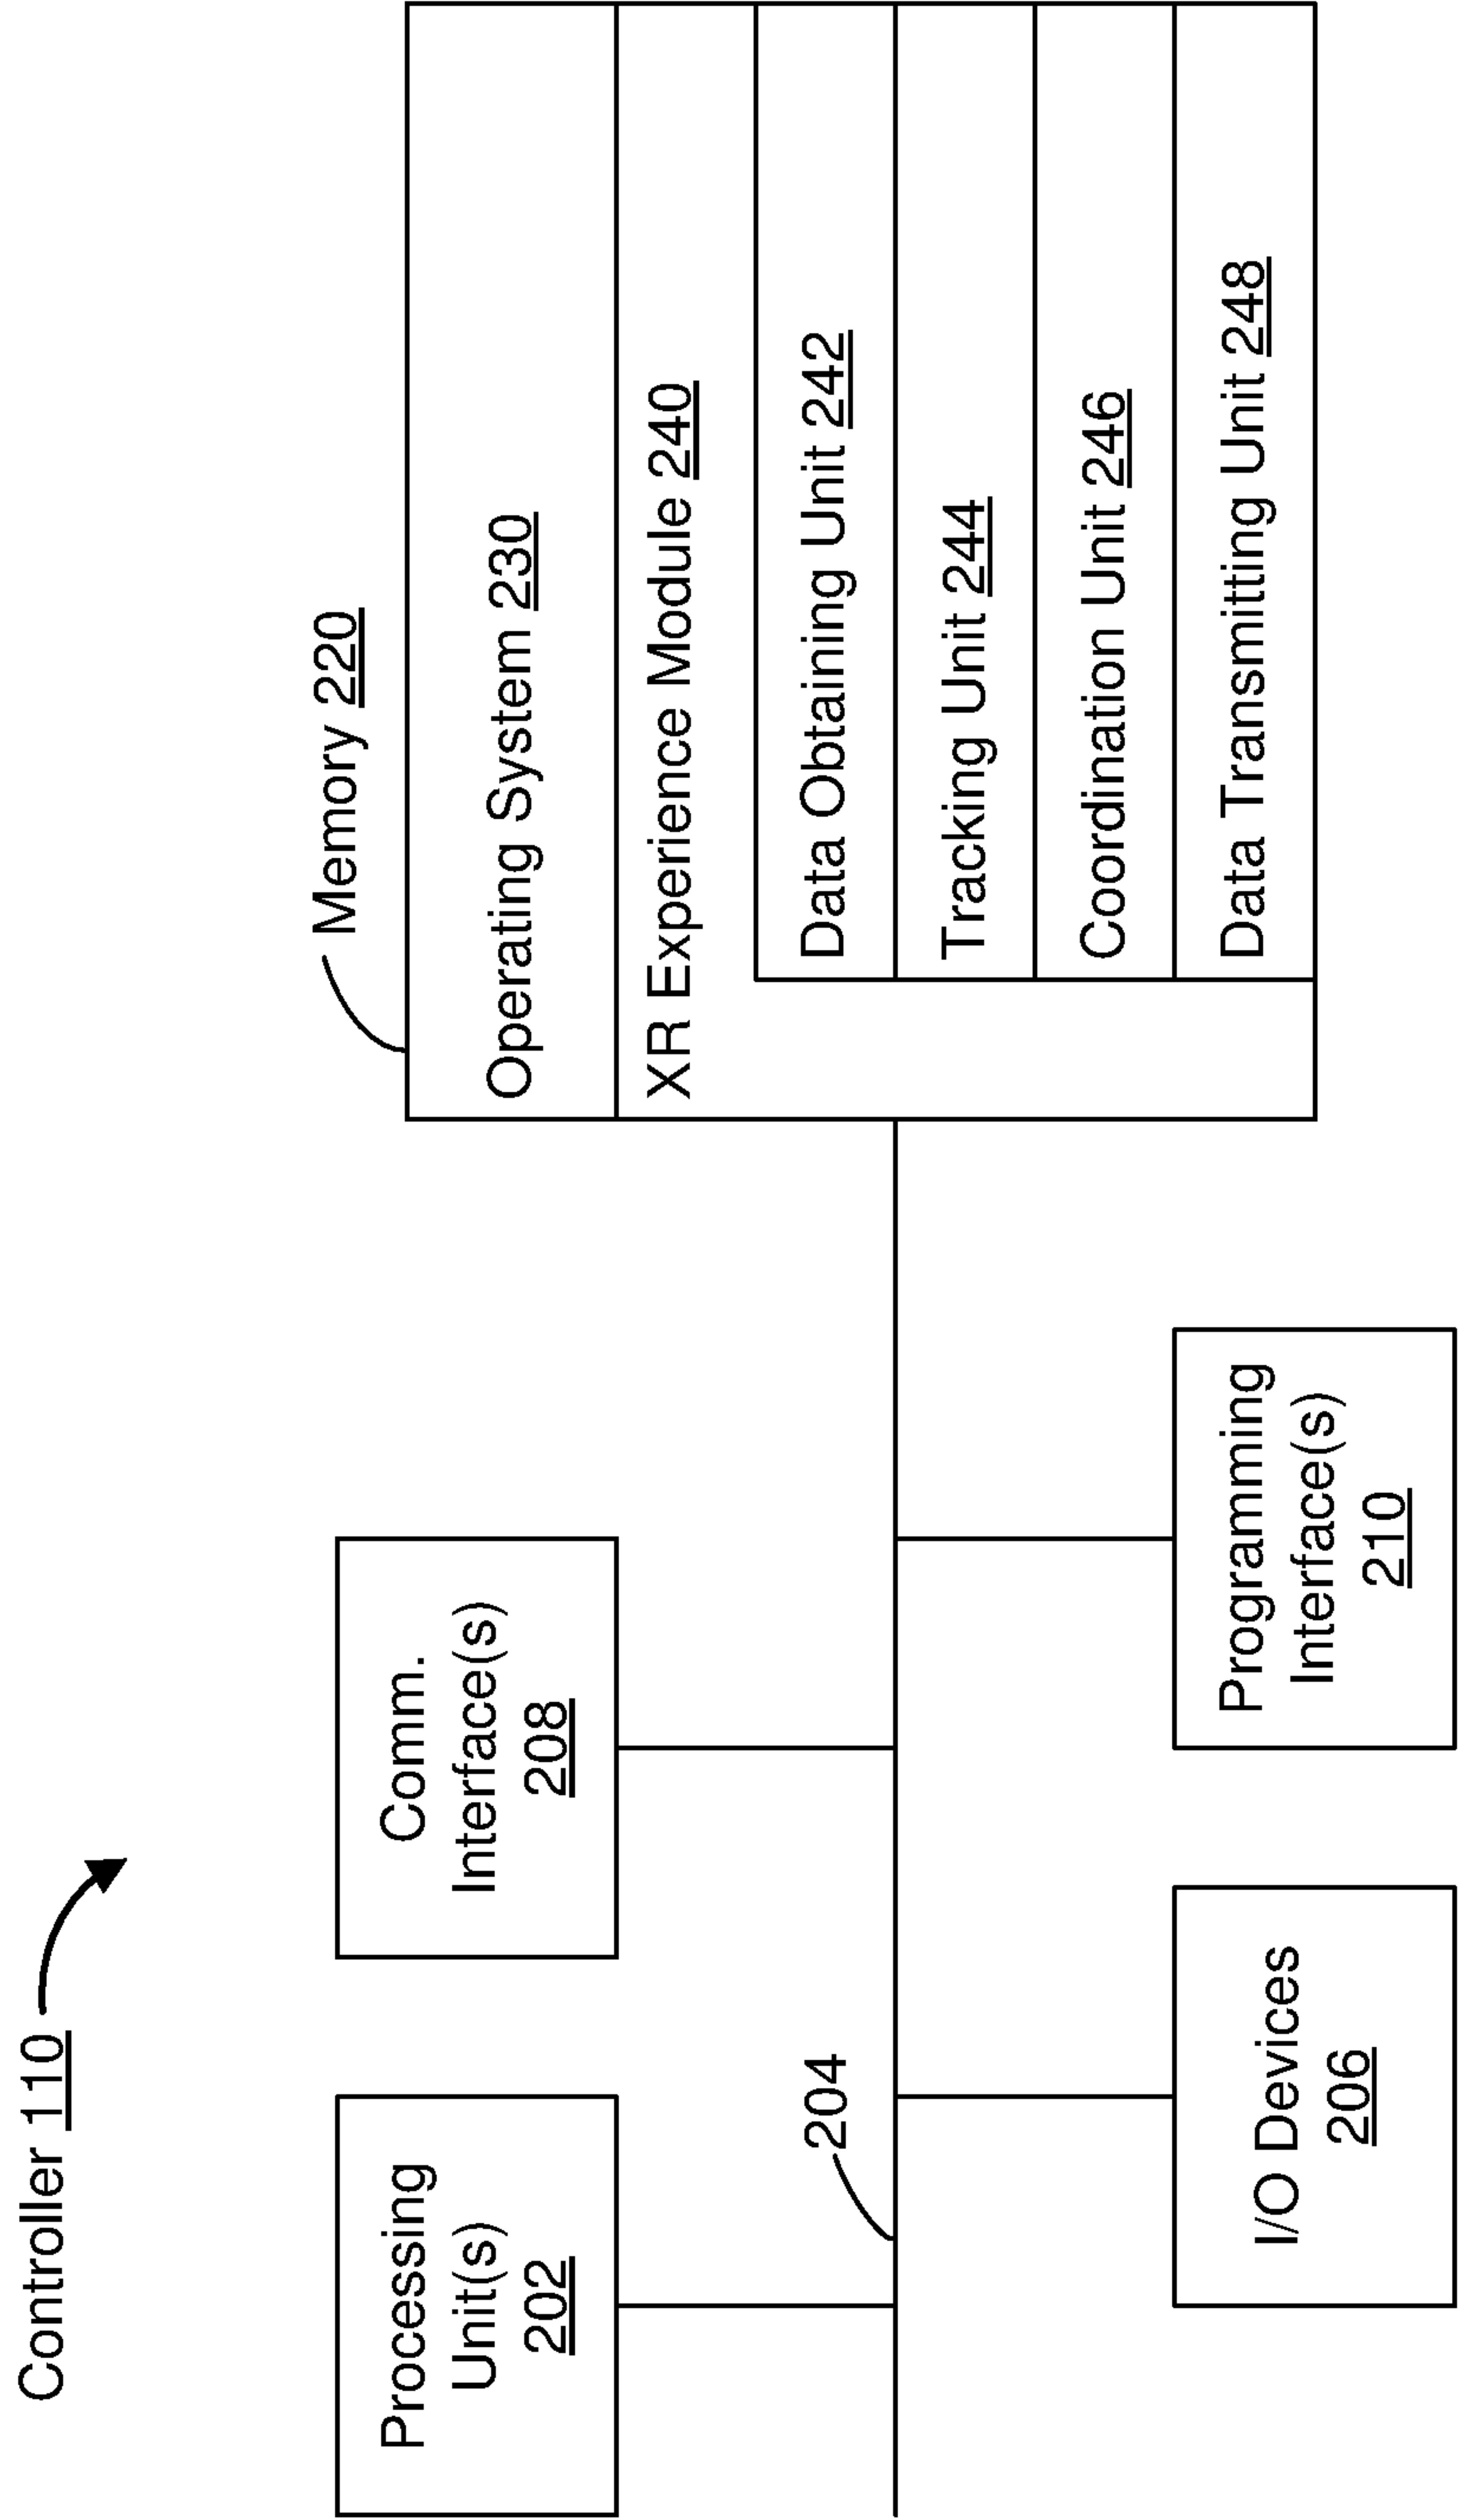 Controller 110
Processing
Unit(s)
202
Comm.
Interface(s)
208
Memory 220
Operating System 230
XR Experience Module 240
Data Obtaining Unit 242
Tracking Unit 244
Coordination Unit 246
Data Transmitting Unit 248
204
I/O Devices
206
Programming
Interface(s)
210